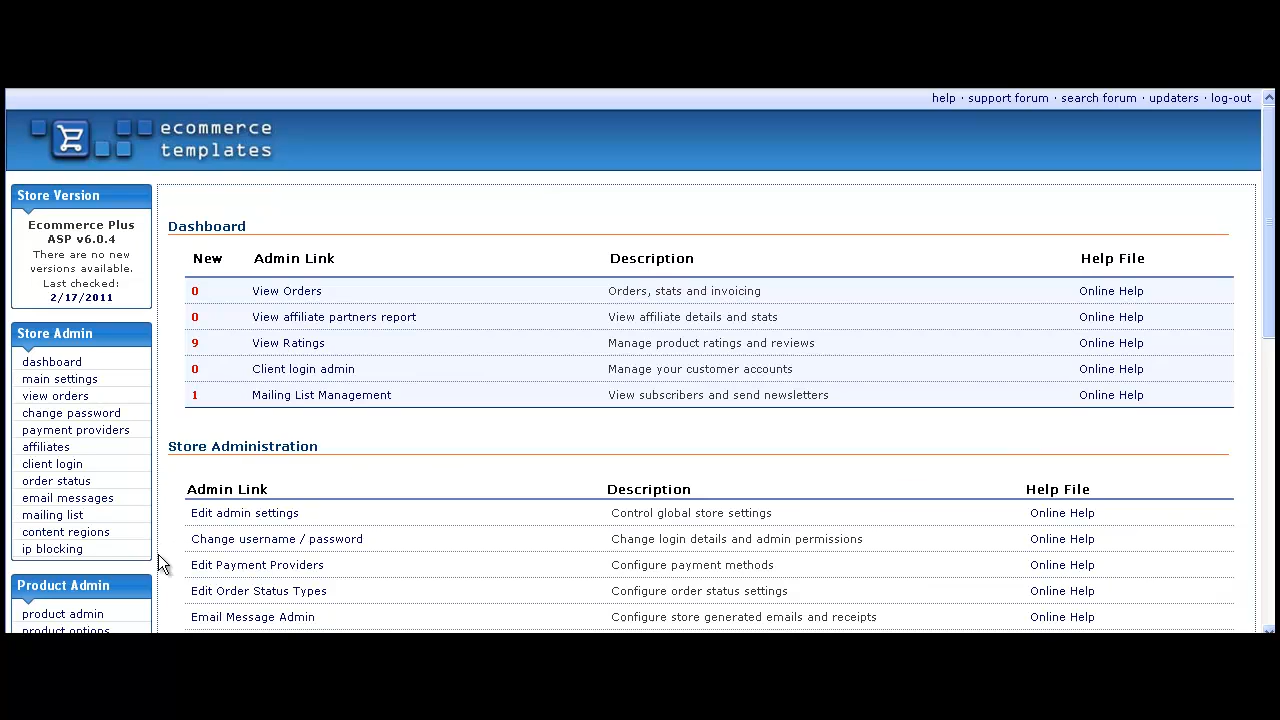 help · support forum · search forum · updaters · log-out
ecommerce
templates
Store Version
Ecommerce Plus
ASP v6.0.4
There are no new
versions available.
Last checked:
2/17/2011
Store Admin
dashboard
main settings
view orders
change password
payment providers
affiliates
client login
order status
email messages
mailing list
content regions
ip blocking
Product Admin
product admin
product options
Dashboard
New Admin Link Description Help File
0 View Orders Orders, stats and invoicing Online Help
0 View affiliate partners report View affiliate details and stats Online Help
9 View Ratings Manage product ratings and reviews Online Help
0 Client login admin Manage your customer accounts Online Help
1 Mailing List Management View subscribers and send newsletters Online Help
Store Administration
Admin Link Description Help File
Edit admin settings Control global store settings Online Help
Change username / password Change login details and admin permissions Online Help
Edit Payment Providers Configure payment methods Online Help
Edit Order Status Types Configure order status settings Online Help
Email Message Admin Configure store generated emails and receipts Online Help